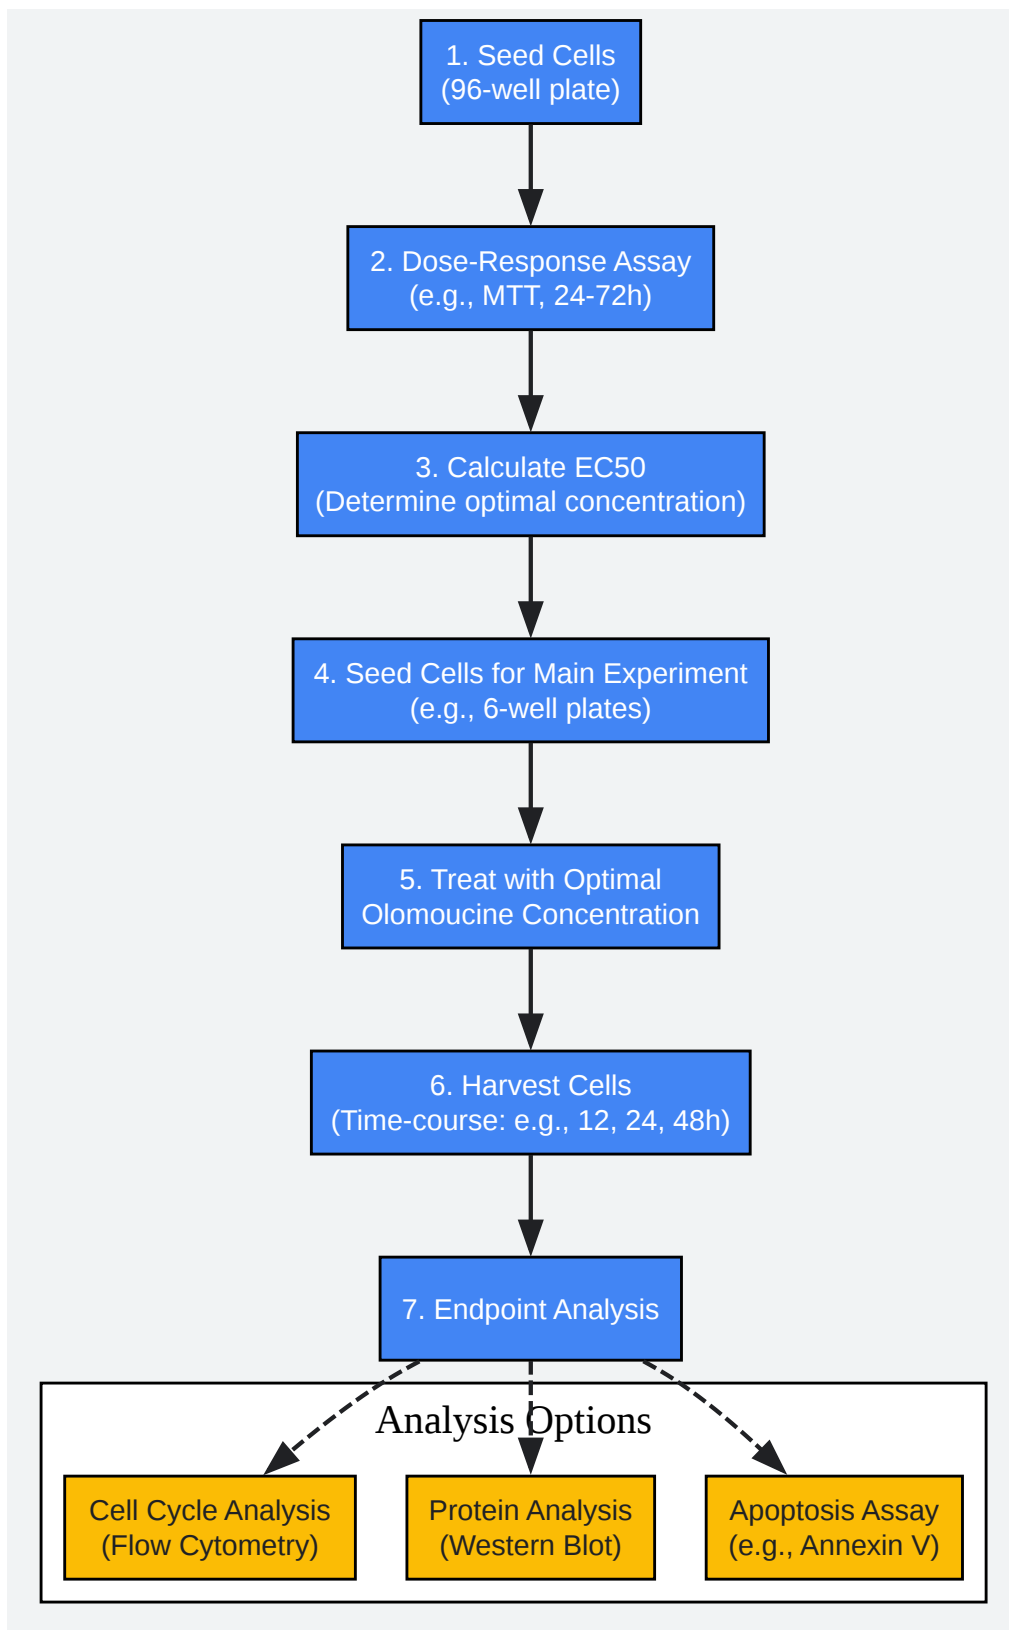 1. Seed Cells
(96-well plate)
2. Dose-Response Assay
(e.g., MTT, 24-72h)
3. Calculate EC50
(Determine optimal concentration)
4. Seed Cells for Main Experiment
(e.g., 6-well plates)
5. Treat with Optimal
Olomoucine Concentration
6. Harvest Cells
(Time-course: e.g., 12, 24, 48h)
7. Endpoint Analysis
Analysis Options
Cell Cycle Analysis
(Flow Cytometry)
Protein Analysis
(Western Blot)
Apoptosis Assay
(e.g., Annexin V)